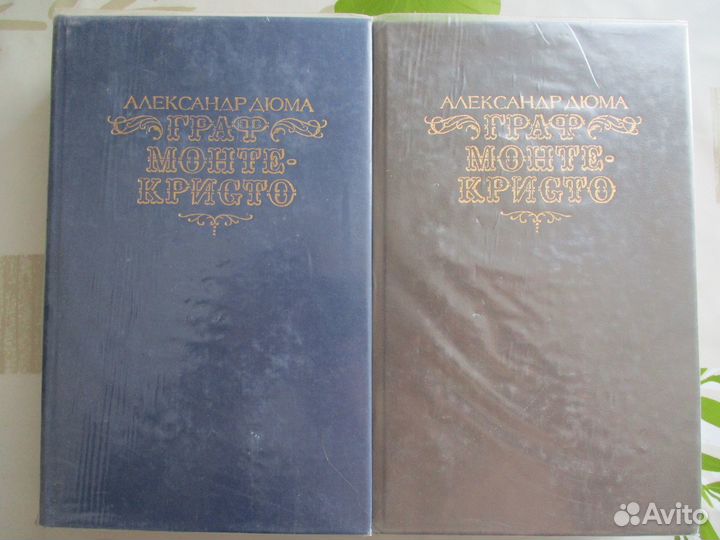 АЛЕКСАНДР ДЮМА
ГРАФ
МОНТЕ-
КРИСТО
АЛЕКСАНДР ДЮМА
ГРАФ
МОНТЕ-
КРИСТО
Avito